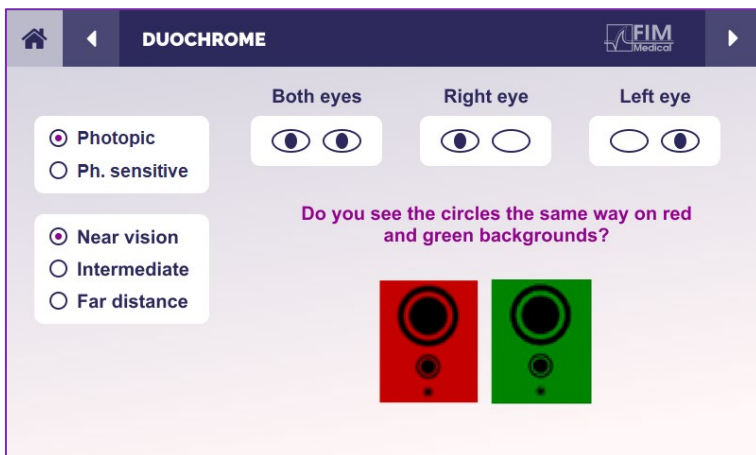 DUOCHROME
FIM
Medical
Both eyes
Right eye
Left eye
Photopic
Ph. sensitive
Near vision
Intermediate
Far distance
Do you see the circles the same way on red
and green backgrounds?